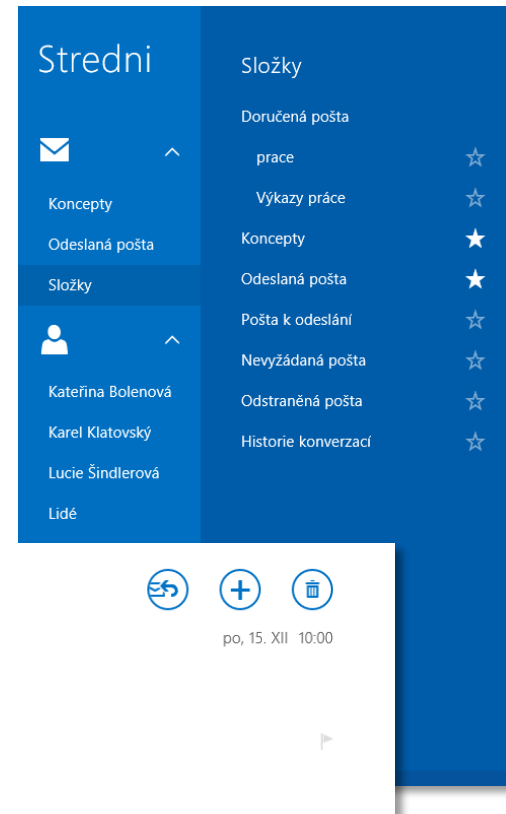 Stredni
Koncepty
Odeslaná pošta
Složky
Kateřina Bolenová
Karel Klatovský
Lucie Šindlerová
Lidé
Složky
Doručená pošta
prace
Výkazy práce
Koncepty
Odeslaná pošta
Pošta k odeslání
Nevyžádaná pošta
Odstraněná pošta
Historie konverzací
po, 15. XII 10:00